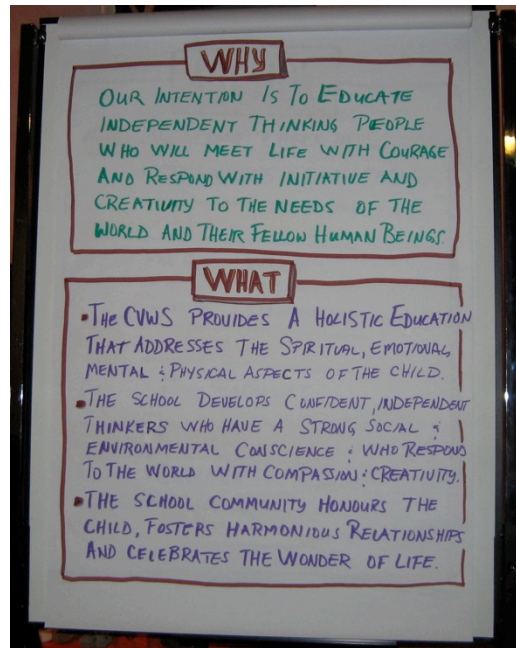 WHY
OUR INTENTION IS TO EDUCATE
INDEPENDENT THINKING PEOPLE
WHO WILL MEET LIFE WITH COURAGE
AND RESPOND WITH INITIATIVE AND
CREATIVITY TO THE NEEDS OF THE
WORLD AND THEIR FELLOW HUMAN BEINGS.
WHAT
• THE CVWS PROVIDES A HOLISTIC EDUCATION
THAT ADDRESSES THE SPIRITUAL, EMOTIONAL,
MENTAL & PHYSICAL ASPECTS OF THE CHILD.
• THE SCHOOL DEVELOPS CONFIDENT, INDEPENDENT
THINKERS WHO HAVE A STRONG SOCIAL &
ENVIRONMENTAL CONSCIENCE & WHO RESPOND
TO THE WORLD WITH COMPASSION & CREATIVITY.
• THE SCHOOL COMMUNITY HONOURS THE
CHILD, FOSTERS HARMONIOUS RELATIONSHIPS
AND CELEBRATES THE WONDER OF LIFE.